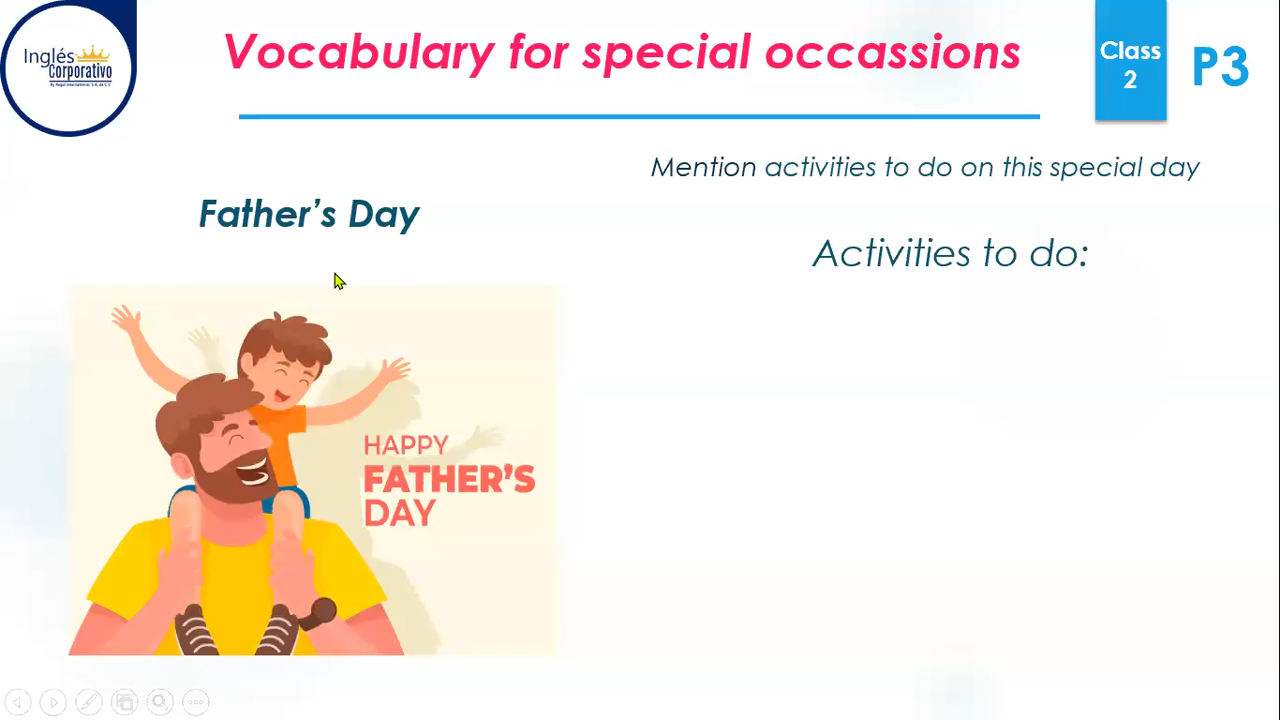 Inglés
Corporativo
Vocabulary for special occassions
Class
2
P3
Mention activities to do on this special day
Father's Day
Activities to do:
HAPPY
FATHER'S
DAY